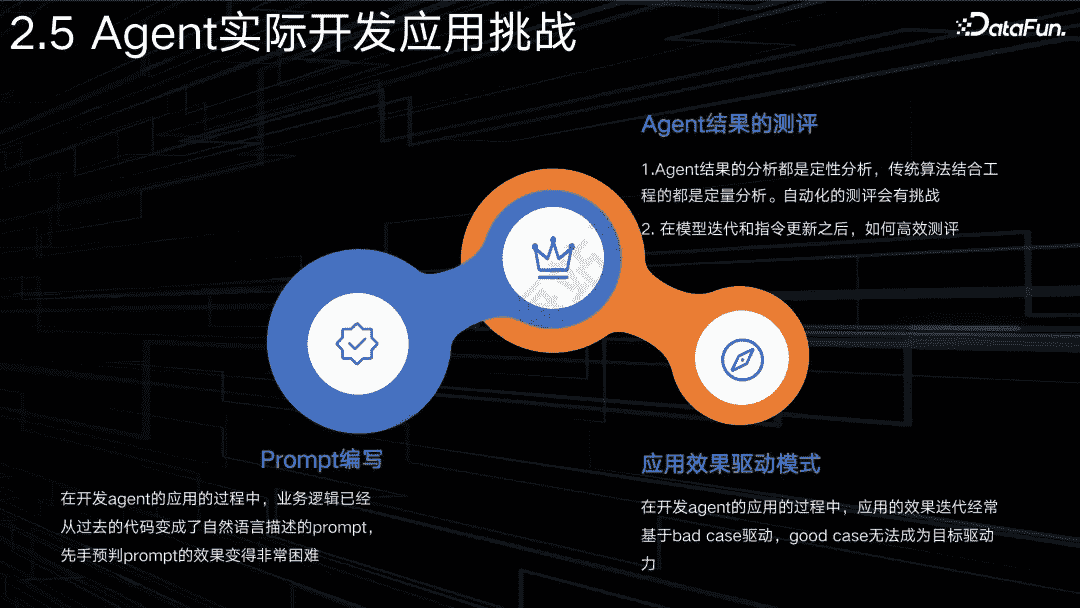 2.5 Agent实际开发应用挑战
DataFun.
Agent结果的测评
1.Agent结果的分析都是定性分析，传统算法结合工
程的都是定量分析。自动化的测评会有挑战
2. 在模型迭代和指令更新之后，如何高效测评
Prompt编写
在开发agent的应用的过程中，业务逻辑已经
从过去的代码变成了自然语言描述的prompt，
先手预判prompt的效果变得非常困难
应用效果驱动模式
在开发agent的应用的过程中，应用的效果迭代经常
基于bad case驱动，good case无法成为目标驱动
力